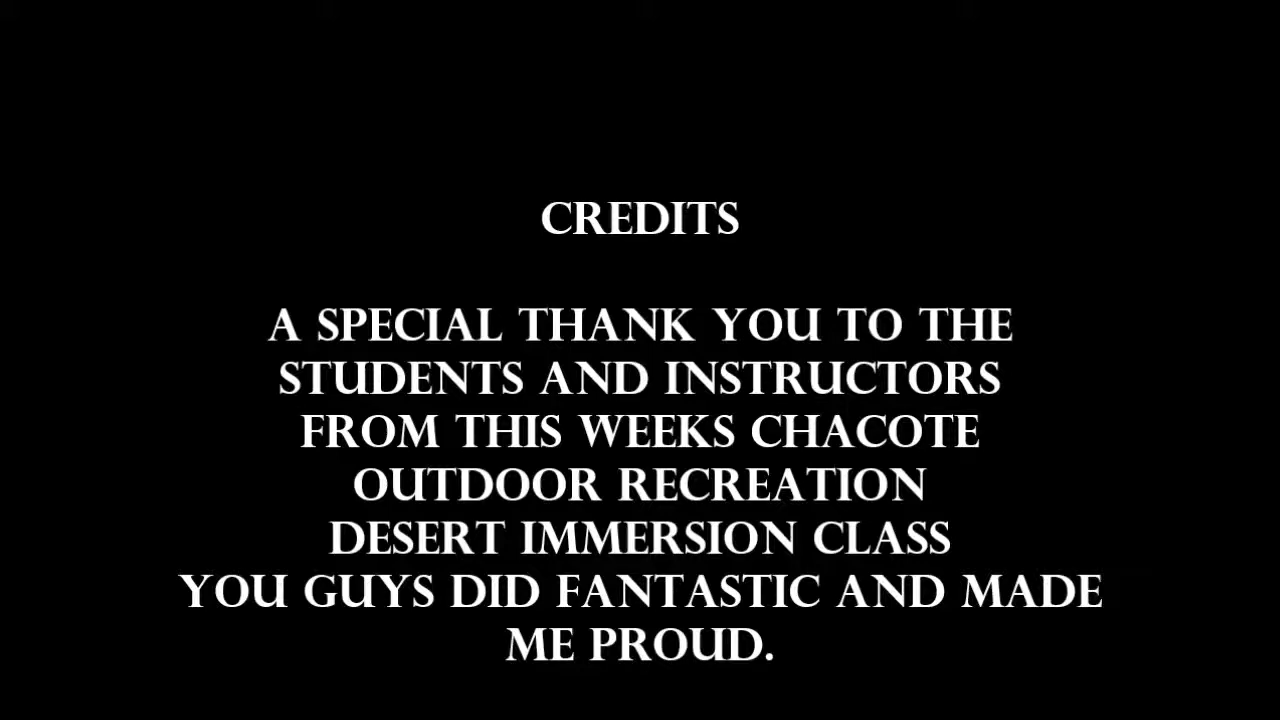 CREDITS
A SPECIAL THANK YOU TO THE
STUDENTS AND INSTRUCTORS
FROM THIS WEEKS CHACOTE
OUTDOOR RECREATION
DESERT IMMERSION CLASS
YOU GUYS DID FANTASTIC AND MADE
ME PROUD.